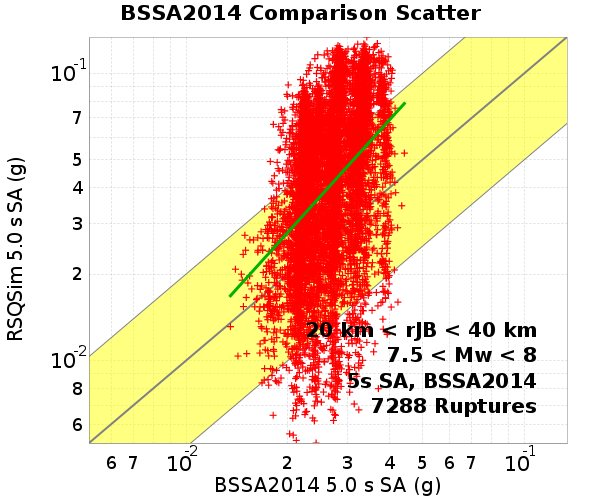 BSSA2014 Comparison Scatter
RSQSim 5.0 s SA (g)
10⁻¹
7
5
4
3
2
10⁻²
8
6
20 km < rJB < 40 km
7.5 < Mw < 8
5s SA, BSSA2014
7288 Ruptures
6 7 10⁻² 2 3 4 5 6 7 10⁻¹
BSSA2014 5.0 s SA (g)